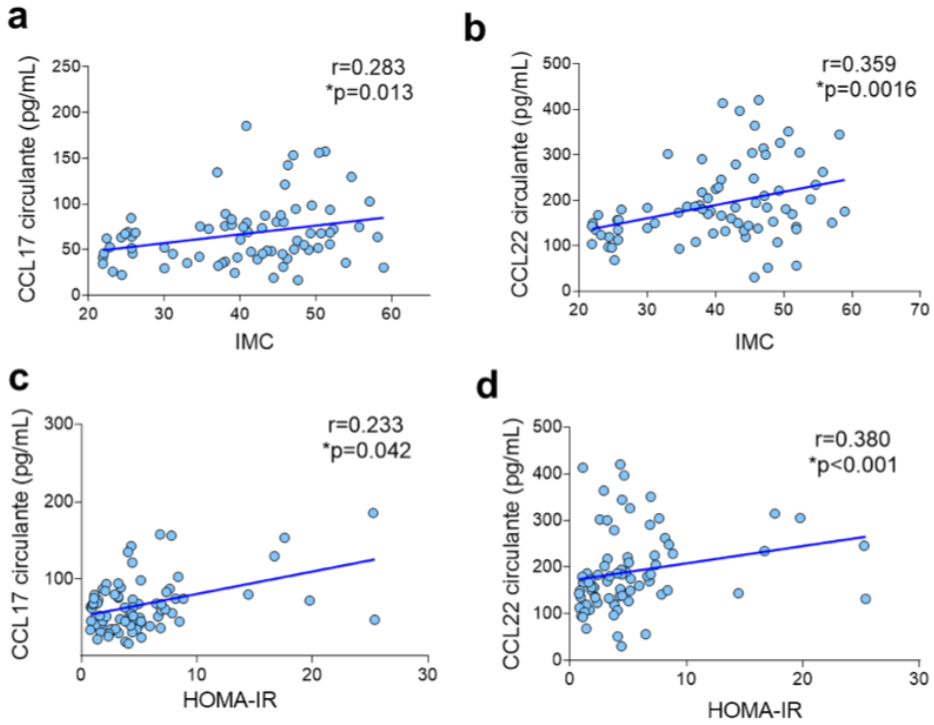 a
r=0.283
*p=0.013
CCL17 circulante (pg/mL)
250
200
150
100
50
0
20
30
40
50
60
IMC
b
r=0.359
*p=0.0016
CCL22 circulante (pg/mL)
500
400
300
200
100
0
20
30
40
50
60
70
IMC
c
r=0.233
*p=0.042
CCL17 circulante (pg/mL)
300
200
100
0
10
20
30
HOMA-IR
d
r=0.380
*p<0.001
CCL22 circulante (pg/mL)
500
400
300
200
100
0
0
10
20
30
HOMA-IR